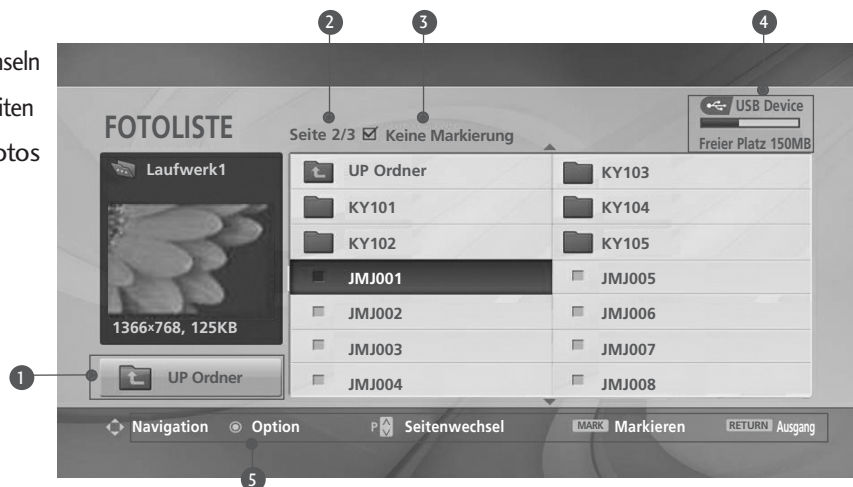 2 3 4
nseln
iten
otos
USB Device
FOTOLISTE
Seite 2/3 Keine Markierung
Freier Platz 150MB
Laufwerk1
UP Ordner KY103
KY101 KY104
KY102 KY105
JMJ001 JMJ005
JMJ002 JMJ006
1366×768, 125KB
JMJ003 JMJ007
1 UP Ordner
JMJ004 JMJ008
Navigation Option P Seitenwechsel MARK Markieren RETURN Ausgang
5